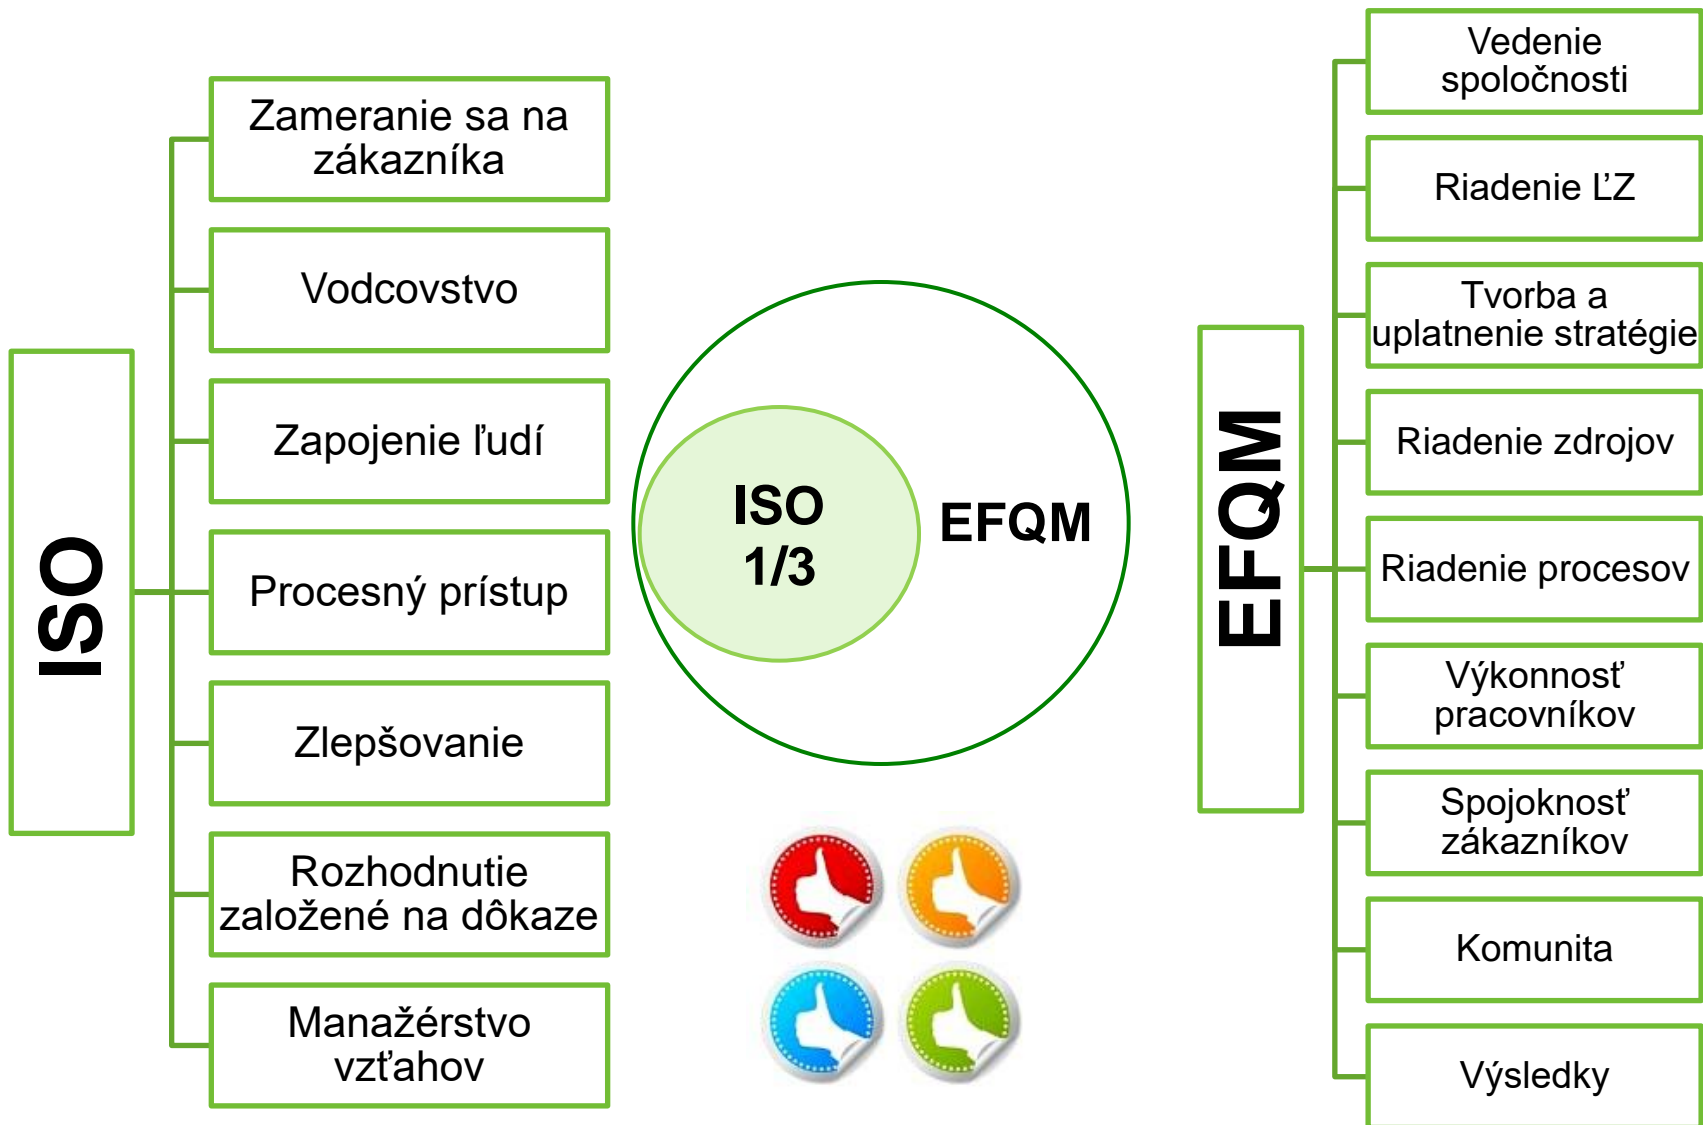 ISO
Zameranie sa na
zákazníka
Vodcovstvo
Zapojenie ľudí
Procesný prístup
Zlepšovanie
Rozhodnutie
založené na dôkaze
Manažérstvo
vzťahov
ISO
1/3
EFQM
EFQM
Vedenie
spoločnosti
Riadenie ĽZ
Tvorba a
uplatnenie stratégie
Riadenie zdrojov
Riadenie procesov
Výkonnosť
pracovníkov
Spojoknosť
zákazníkov
Komunita
Výsledky